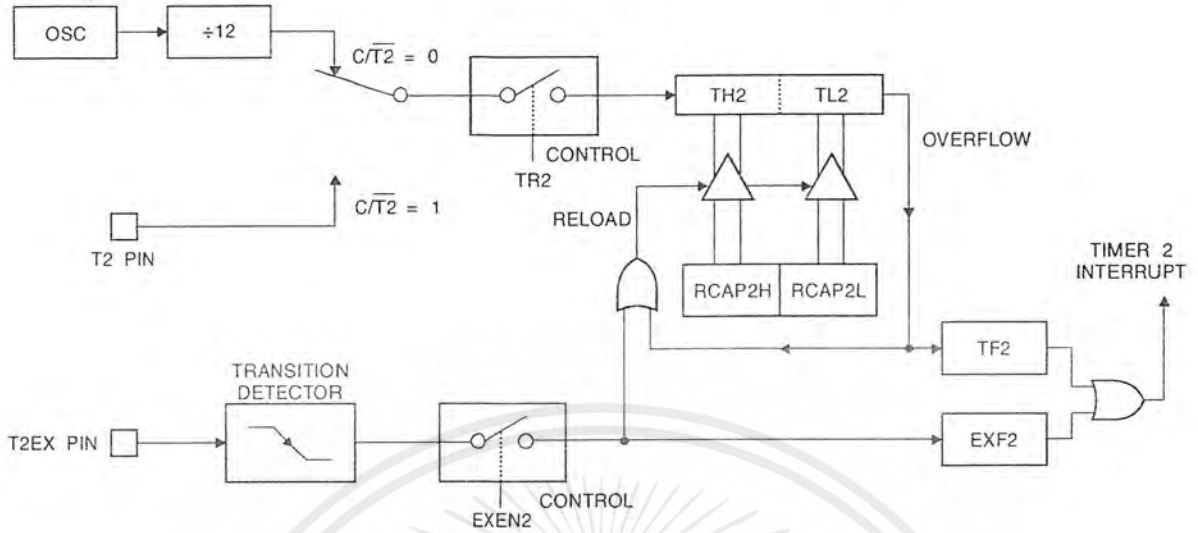 OSC
÷12
C/T2̅ = 0
TH2
TL2
OVERFLOW
CONTROL
TR2
C/T2̅ = 1
RELOAD
T2 PIN
RCAP2H
RCAP2L
TIMER 2
INTERRUPT
TF2
TRANSITION
DETECTOR
T2EX PIN
EXF2
CONTROL
EXEN2